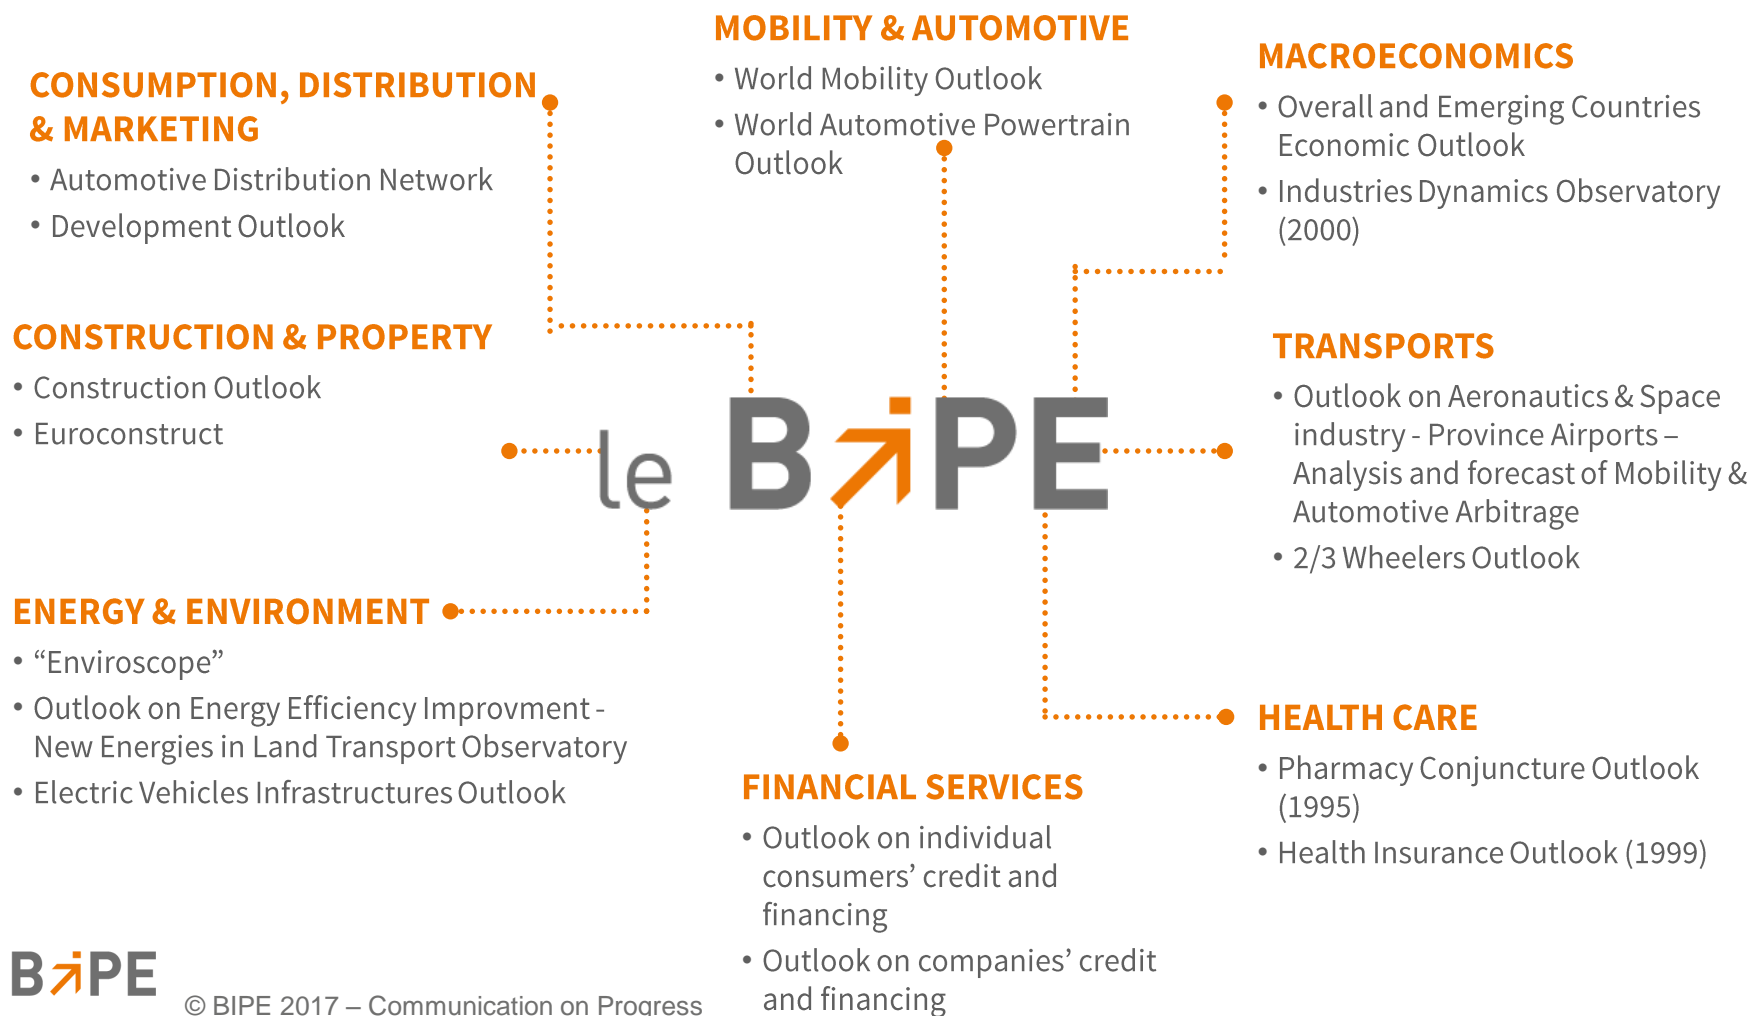 MOBILITY & AUTOMOTIVE
• World Mobility Outlook
• World Automotive Powertrain
Outlook
MACROECONOMICS
• Overall and Emerging Countries
Economic Outlook
• Industries Dynamics Observatory
(2000)
CONSUMPTION, DISTRIBUTION
& MARKETING
• Automotive Distribution Network
• Development Outlook
CONSTRUCTION & PROPERTY
• Construction Outlook
• Euroconstruct
TRANSPORTS
• Outlook on Aeronautics & Space
industry - Province Airports –
Analysis and forecast of Mobility &
Automotive Arbitrage
• 2/3 Wheelers Outlook
le BiPE
ENERGY & ENVIRONMENT
• “Enviroscope”
• Outlook on Energy Efficiency Improvment -
New Energies in Land Transport Observatory
• Electric Vehicles Infrastructures Outlook
HEALTH CARE
• Pharmacy Conjuncture Outlook
(1995)
• Health Insurance Outlook (1999)
FINANCIAL SERVICES
• Outlook on individual
consumers’ credit and
financing
• Outlook on companies’ credit
and financing
BiPE
© BIPE 2017 – Communication on Progress